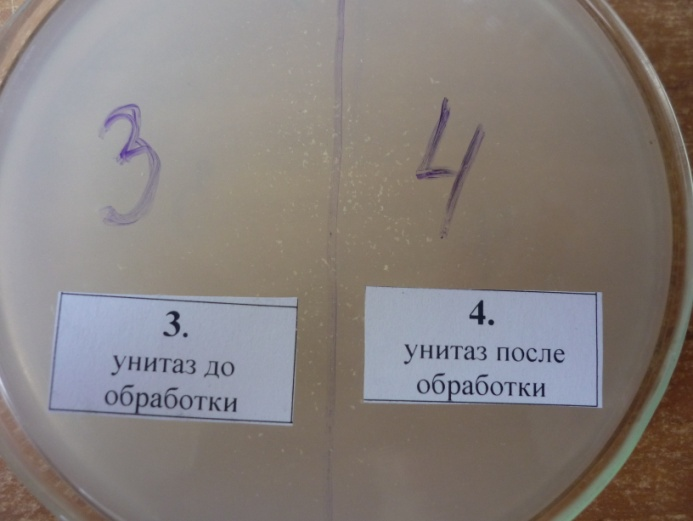 3
4
3.
унитаз до
обработки
4.
унитаз после
обработки